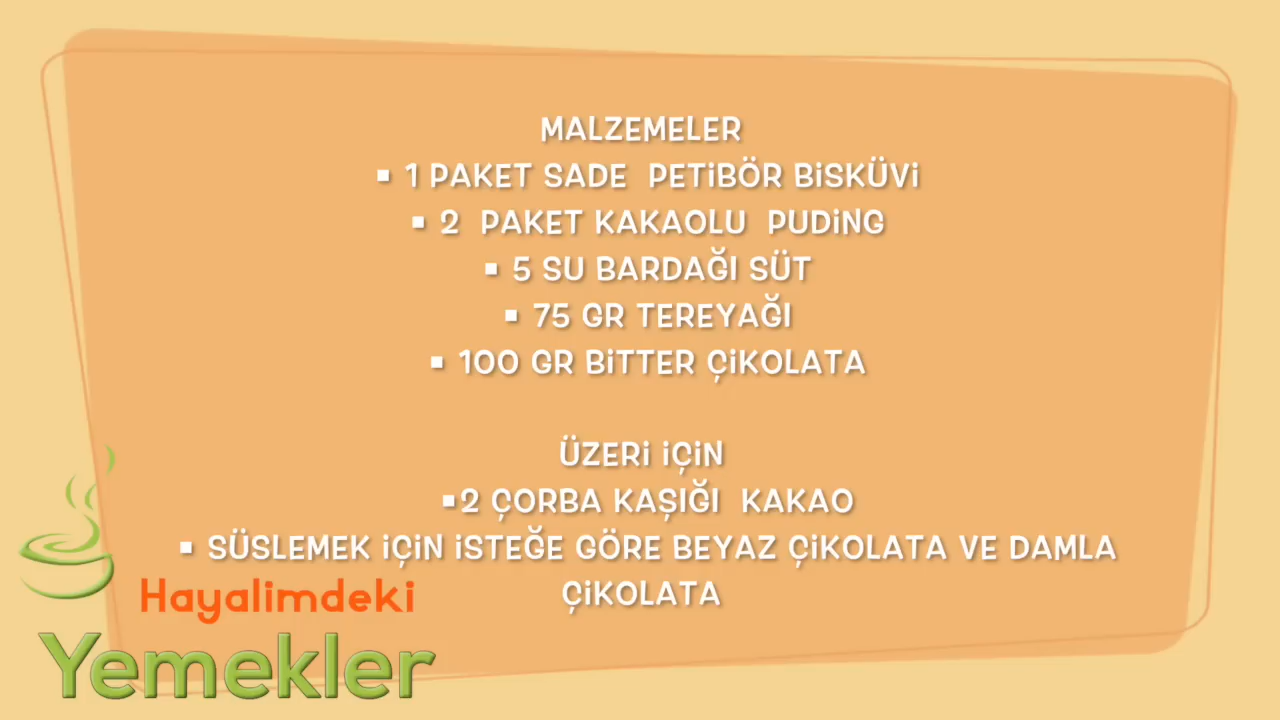 MALZEMELER
▪ 1 PAKET SADE PETİBÖR BİSKÜVİ
▪ 2 PAKET KAKAOLU PUDİNG
▪ 5 SU BARDAĞI SÜT
▪ 75 GR TEREYAĞI
▪ 100 GR BİTTER ÇİKOLATA
ÜZERİ İÇİN
▪2 ÇORBA KAŞIĞI KAKAO
▪ SÜSLEMEK İÇİN İSTEĞE GÖRE BEYAZ ÇİKOLATA VE DAMLA
ÇİKOLATA
Hayalimdeki
Yemekler